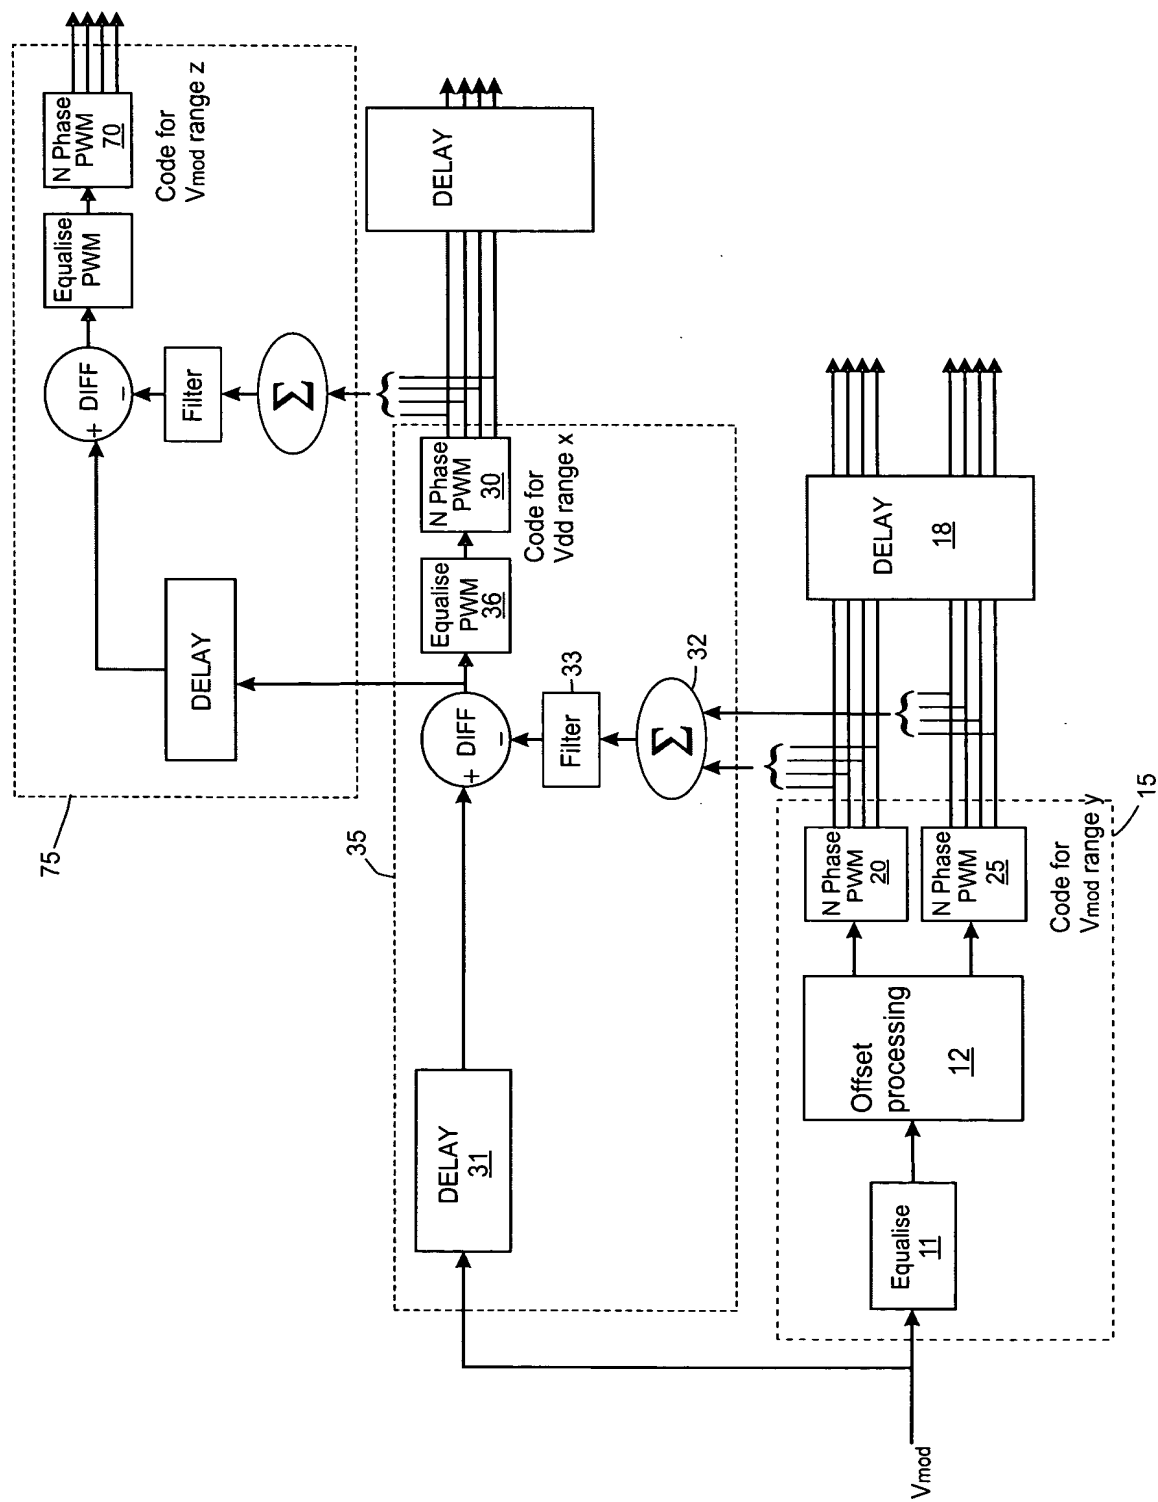 75
DELAY
+ DIFF
−
Filter
Σ
Equalise
PWM
N Phase
PWM
70
Code for
Vmod range z
35
DELAY
31
+ DIFF
−
Filter
33
Σ
32
Equalise
PWM
36
N Phase
PWM
30
Code for
Vdd range x
{
DELAY
Vmod
Equalise
11
Offset
processing
12
N Phase
PWM
20
N Phase
PWM
25
Code for
Vmod range y
15
{
{
DELAY
18